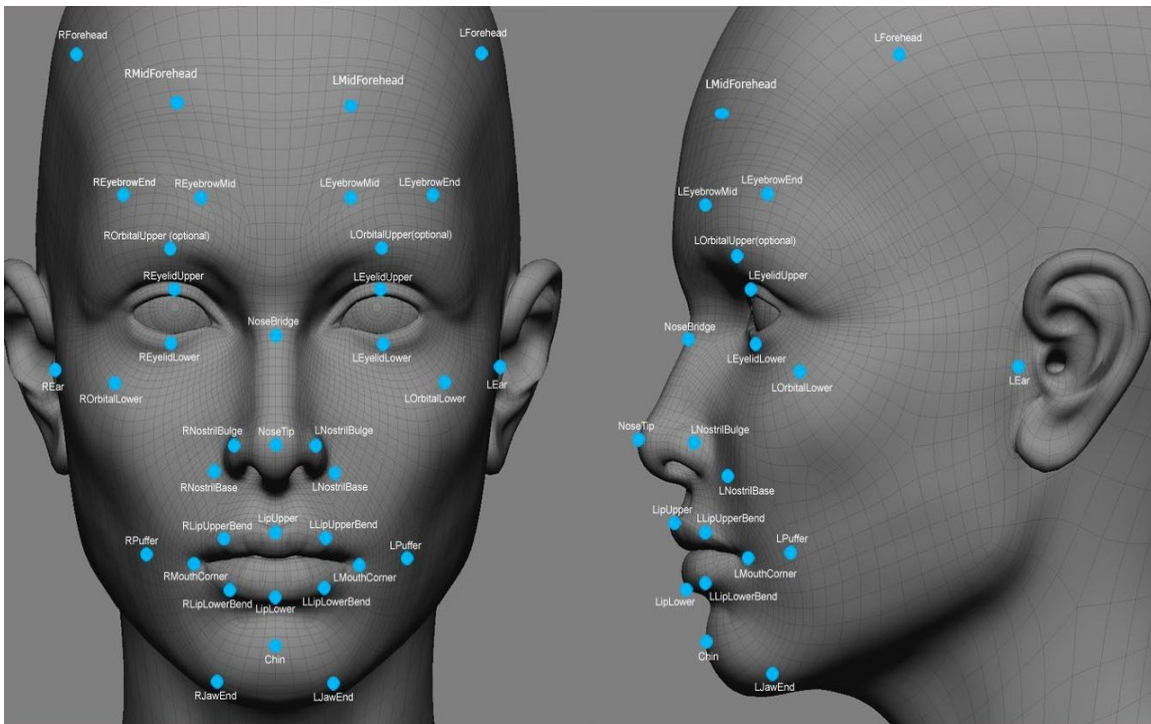 RForehead
LForehead
RMidForehead
LMidForehead
REyebrowEnd
REyebrowMid
LEyebrowMid
LEyebrowEnd
ROrbitalUpper (optional)
LOrbitalUpper(optional)
REyelidUpper
LEyelidUpper
NoseBridge
REyelidLower
LEyelidLower
REar
LEar
ROrbitalLower
LOrbitalLower
RNostrilBulge
NoseTip
LNostrilBulge
RNostrilBase
LNostrilBase
RLipUpperBend
LipUpper
LLipUpperBend
RPuffer
LPuffer
RMouthCorner
LMouthCorner
RLipLowerBend
LipLower
LLipLowerBend
Chin
RJawEnd
LJawEnd
LForehead
LMidForehead
LEyebrowMid
LEyebrowEnd
LOrbitalUpper(optional)
LEyelidUpper
NoseBridge
LEyelidLower
LOrbitalLower
LEar
NoseTip
LNostrilBulge
LNostrilBase
LipUpper
LLipUpperBend
LPuffer
LMouthCorner
LipLower
LLipLowerBend
Chin
LJawEnd